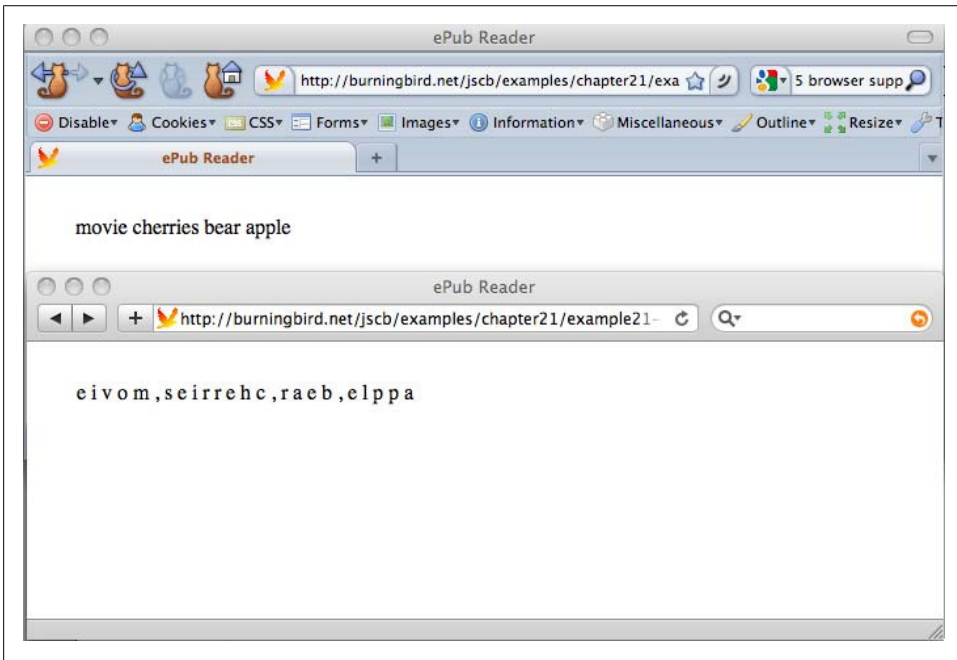 ePub Reader
http://burningbird.net/jscb/examples/chapter21/exa 5 browser supp
Disable Cookies CSS Forms Images Information Miscellaneous Outline Resize T
ePub Reader +
movie cherries bear apple
ePub Reader
+ http://burningbird.net/jscb/examples/chapter21/example21-
e i v o m , s e i r r e h c , r a e b , e l p p a